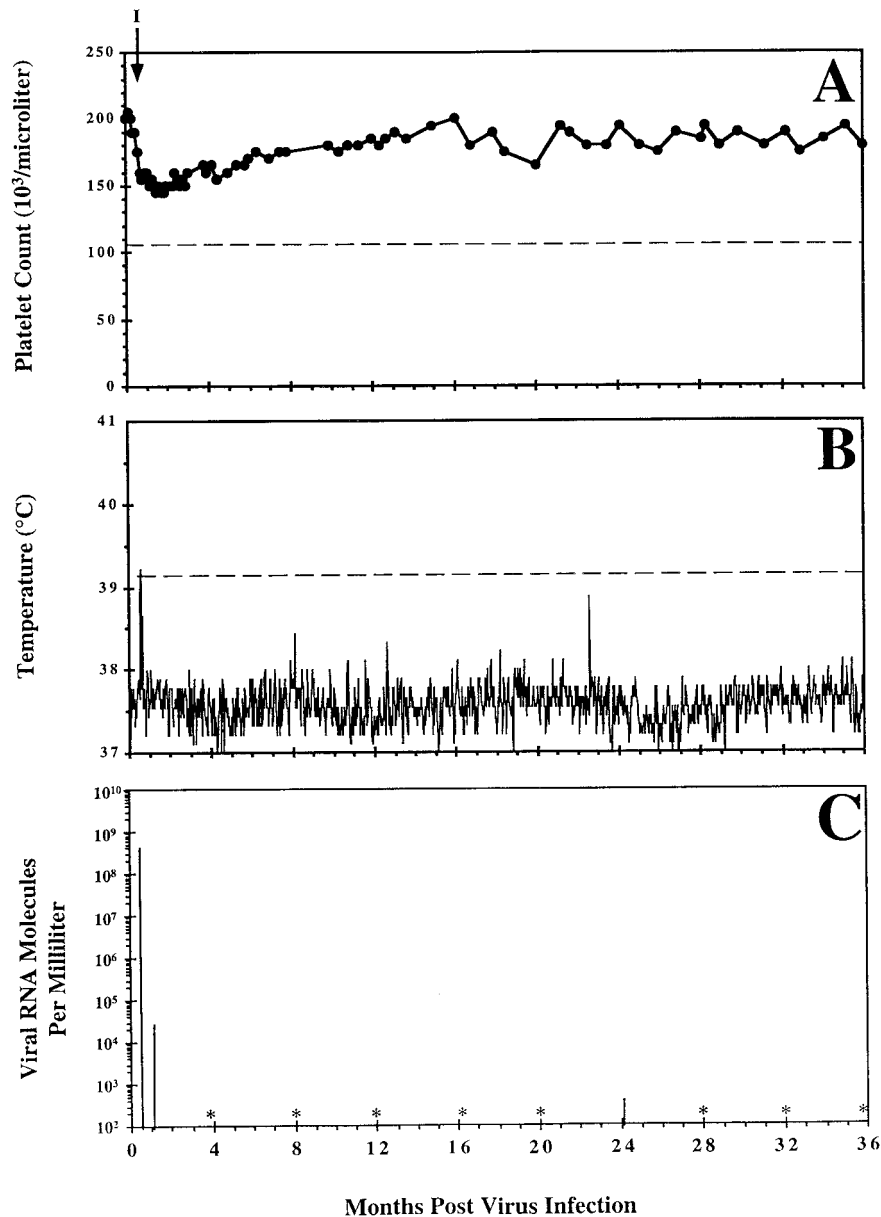 I
A
250
200
150
100
50
0
Platelet Count (10³/microliter)
B
41
40
39
38
37
Temperature (°C)
C
10¹⁰
10⁹
10⁸
10⁷
10⁶
10⁵
10⁴
10³
10²
Viral RNA Molecules
Per Milliliter
* * * * * * * *
0 4 8 12 16 20 24 28 32 36
Months Post Virus Infection